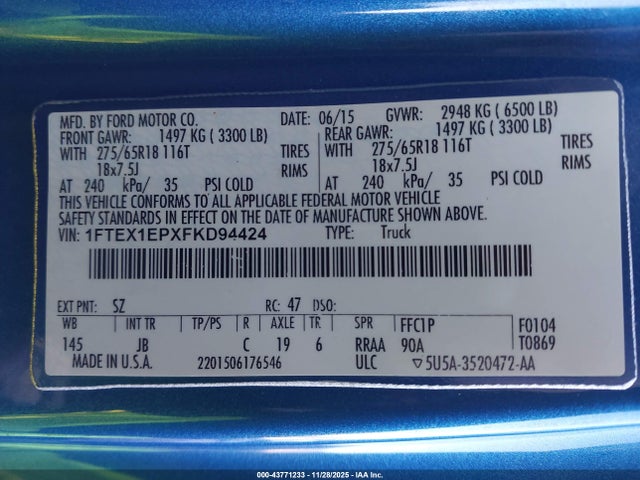 MFD. BY FORD MOTOR CO. DATE: 06/15 GVWR: 2948 KG ( 6500 LB)
FRONT GAWR: 1497 KG ( 3300 LB) REAR GAWR: 1497 KG ( 3300 LB)
WITH 275/65R18 116T TIRES WITH 275/65R18 116T TIRES
18x7.5J RIMS 18x7.5J RIMS
AT 240 kPa/ 35 PSI COLD AT 240 kPa/ 35 PSI COLD
THIS VEHICLE CONFORMS TO ALL APPLICABLE FEDERAL MOTOR VEHICLE
SAFETY STANDARDS IN EFFECT ON THE DATE OF MANUFACTURE SHOWN ABOVE.
VIN: 1FTEX1EPXFKD94424 TYPE: Truck
EXT PNT: SZ RC: 47 DSO:
WB INT TR TP/PS R AXLE TR SPR FFC1P F0104
145 JB C 19 6 RRAA 90A T0869
MADE IN U.S.A. 2201506176546 ULC ▽5U5A-3520472-AA
000-43771233 - 11/28/2025 - IAA Inc.